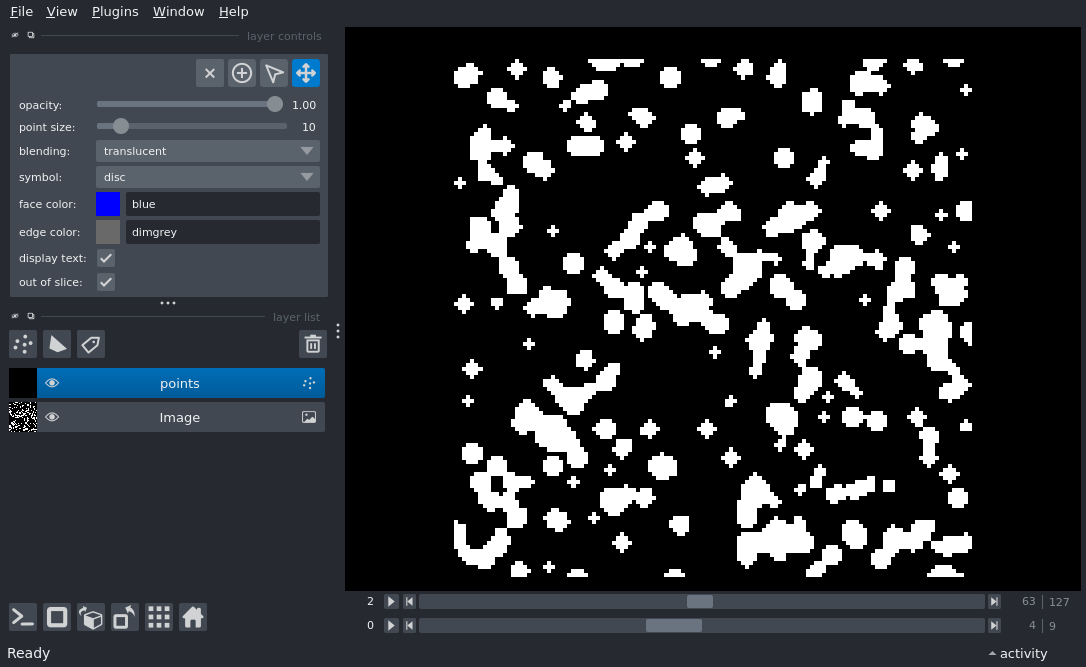 File View Plugins Window Help
layer controls
opacity: 1.00
point size: 10
blending: translucent
symbol: disc
face color: blue
edge color: dimgrey
display text:
out of slice:
layer list
points
Image
2 63 127
0 4 9
Ready activity